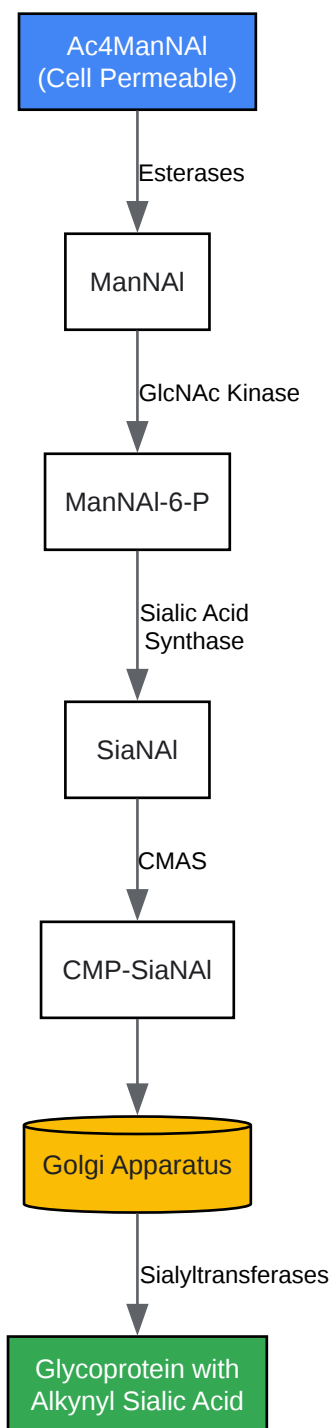 Ac4ManNAl
(Cell Permeable)
Esterases
ManNAl
GlcNAc Kinase
ManNAl-6-P
Sialic Acid
Synthase
SiaNAl
CMAS
CMP-SiaNAl
Golgi Apparatus
Sialyltransferases
Glycoprotein with
Alkynyl Sialic Acid